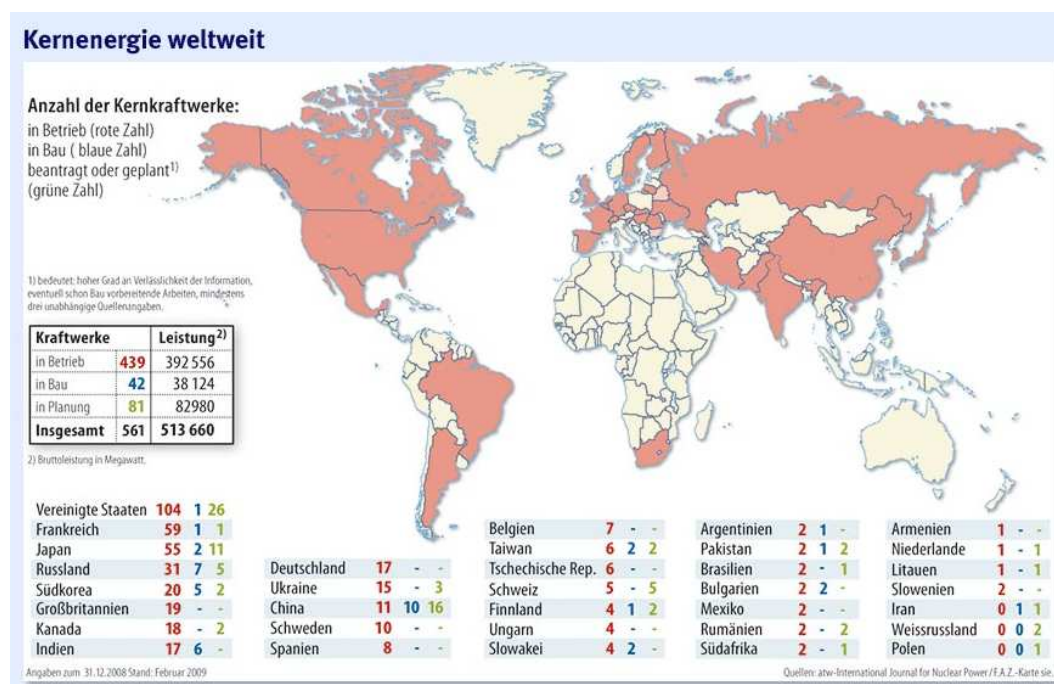 Kernenergie weltweit
Anzahl der Kernkraftwerke:
in Betrieb (rote Zahl)
in Bau ( blaue Zahl)
beantragt oder geplant1)
(grüne Zahl)
1) bedeutet: hoher Grad an Verlässlichkeit der Information,
eventuell schon Bau vorbereitende Arbeiten, mindestens
drei unabhängige Quellenangaben.
Kraftwerke Leistung2)
in Betrieb 439 392 556
in Bau 42 38 124
in Planung 81 82980
Insgesamt 561 513 660
2) Bruttoleistung in Megawatt.
Vereinigte Staaten 104 1 26
Frankreich 59 1 1
Japan 55 2 11
Russland 31 7 5
Südkorea 20 5 2
Großbritannien 19 - -
Kanada 18 - 2
Indien 17 6 -
Deutschland 17 - -
Ukraine 15 - 3
China 11 10 16
Schweden 10 - -
Spanien 8 - -
Belgien 7 - -
Taiwan 6 2 2
Tschechische Rep. 6 - -
Schweiz 5 - 5
Finnland 4 1 2
Ungarn 4 - -
Slowakei 4 2 -
Argentinien 2 1 -
Pakistan 2 1 2
Brasilien 2 - 1
Bulgarien 2 2 -
Mexiko 2 - -
Rumänien 2 - 2
Südafrika 2 - 1
Armenien 1 - -
Niederlande 1 - 1
Litauen 1 - 1
Slowenien 2 - -
Iran 0 1 1
Weissrussland 0 0 2
Polen 0 0 1
Angaben zum 31.12.2008 Stand: Februar 2009
Quellen: atw-International Journal for Nuclear Power / F.A.Z.-Karte sie.